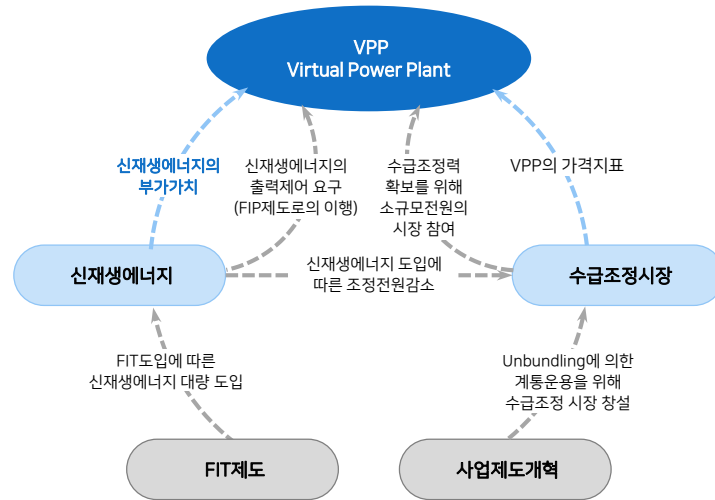 VPP
Virtual Power Plant
신재생에너지의
부가가치
신재생에너지의
출력제어 요구
(FIP제도로의 이행)
수급조정력
확보를 위해
소규모전원의
시장 참여
VPP의 가격지표
신재생에너지
신재생에너지 도입에
따른 조정전원감소
수급조정시장
FIT도입에 따른
신재생에너지 대량 도입
Unbundling에 의한
계통운용을 위해
수급조정 시장 창설
FIT제도
사업제도개혁